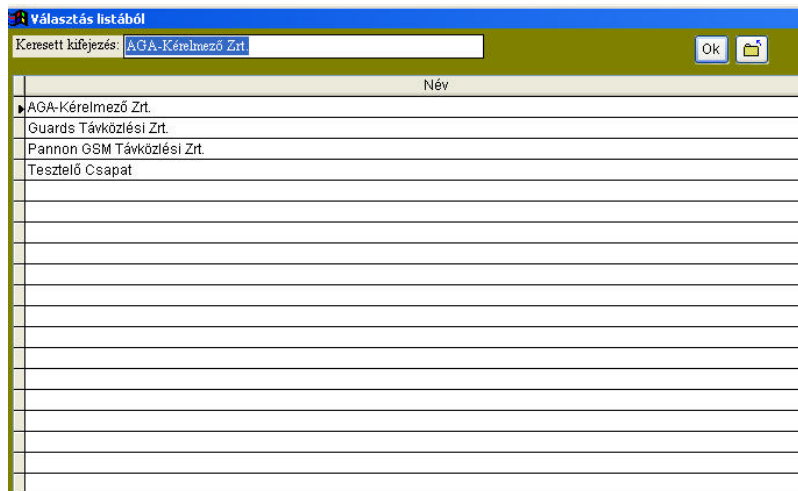 Választás listából
Keresett kifejezés: AGA-Kérelmező Zrt.
Ok
Név
AGA-Kérelmező Zrt.
Guards Távközlési Zrt.
Pannon GSM Távközlési Zrt.
Tesztelő Csapat